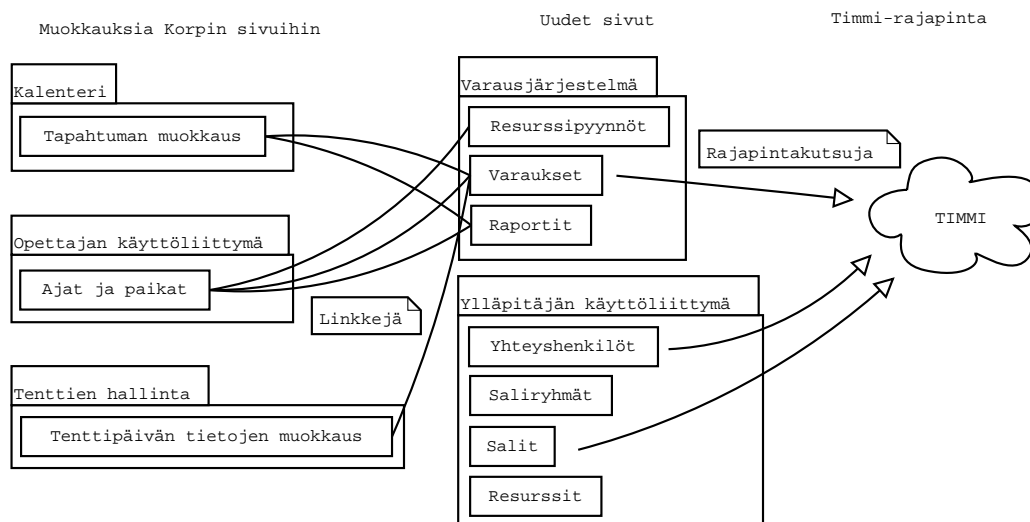 Muokkauksia Korpin sivuihin
Uudet sivut
Timmi-rajapinta
Kalenteri
Tapahtuman muokkaus
Opettajan käyttöliittymä
Ajat ja paikat
Linkkejä
Tenttien hallinta
Tenttipäivän tietojen muokkaus
Varausjärjestelmä
Resurssipyynnöt
Varaukset
Raportit
Ylläpitäjän käyttöliittymä
Yhteyshenkilöt
Saliryhmät
Salit
Resurssit
Rajapintakutsuja
TIMMI